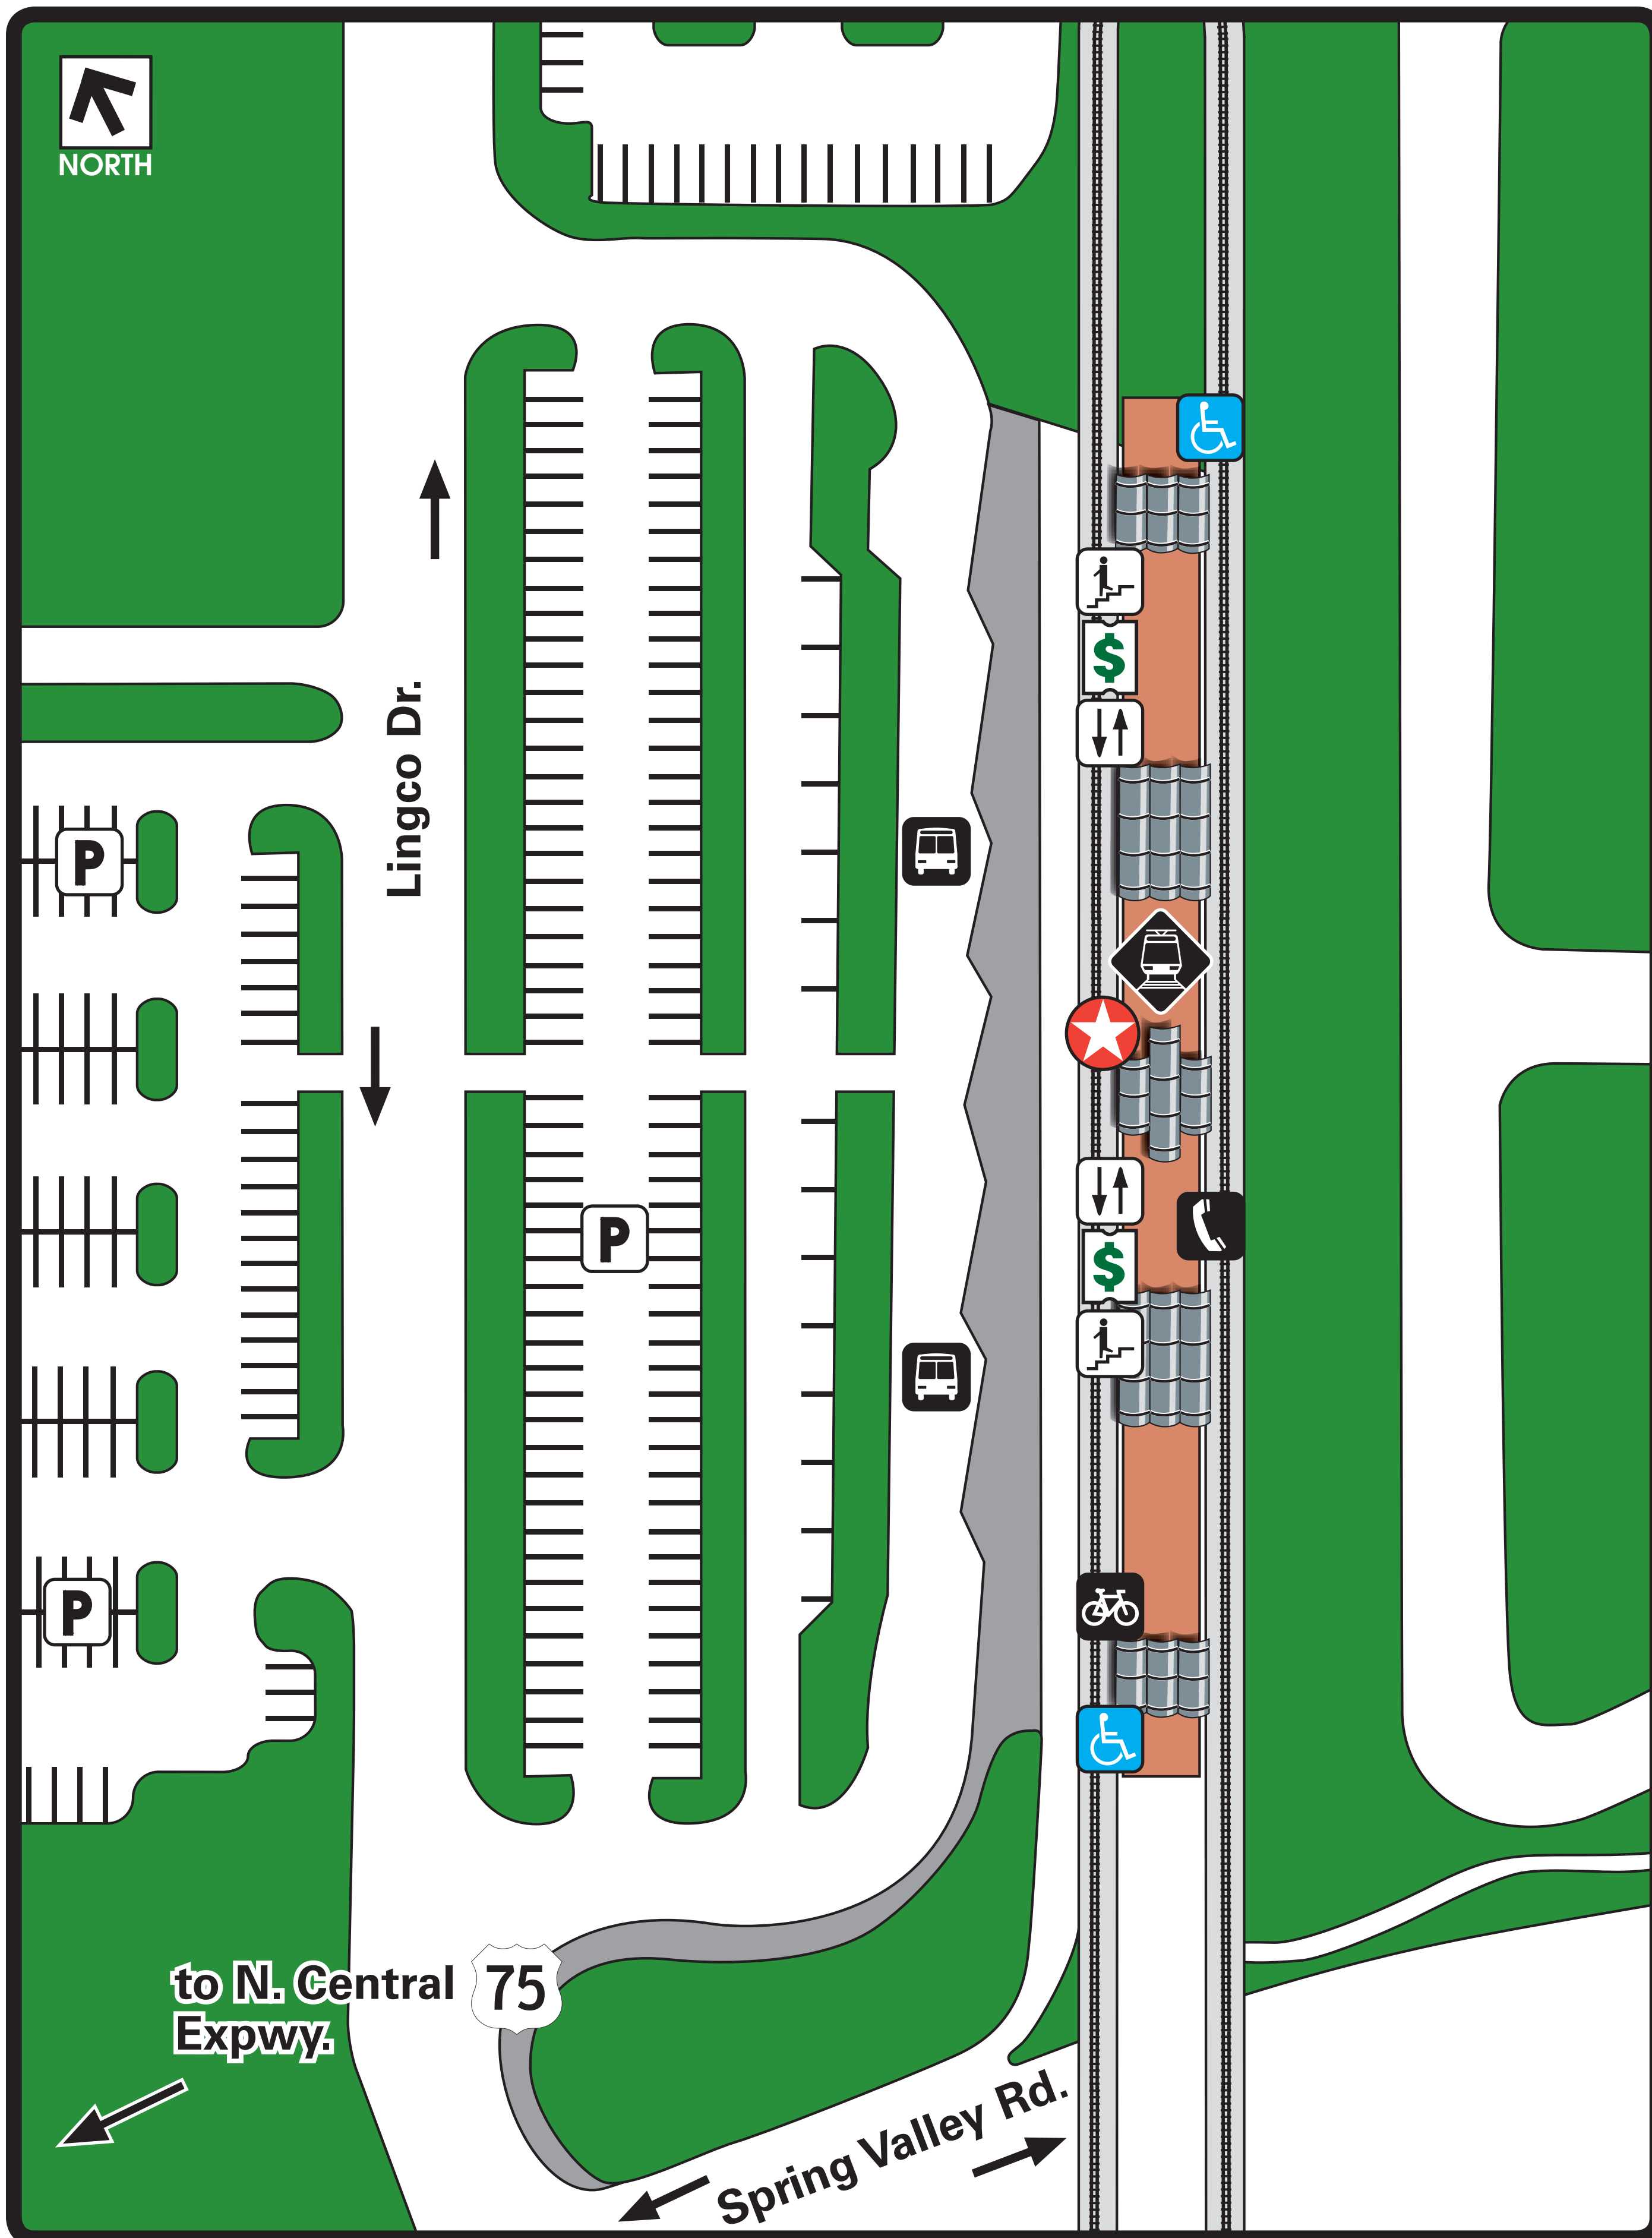 NORTH
$
Lingco Dr.
P
P
$
P
P
to N. Central
Expwy.
75
Spring Valley Rd.